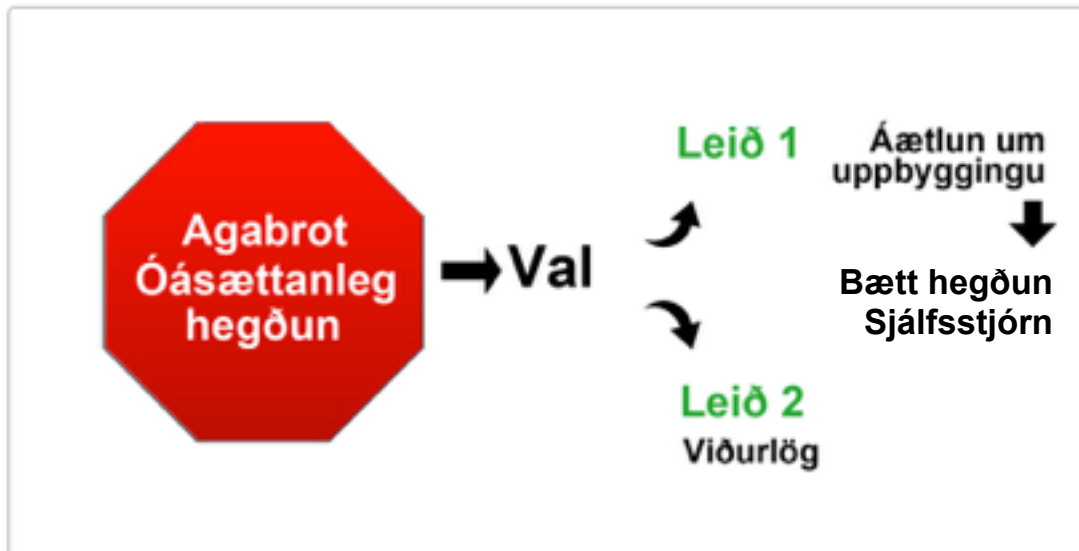 Agabrot
Óásættanleg
hegðun
Val
Leið 1
Áætlun um
uppbyggingu
Bætt hegðun
Sjálfsstjórn
Leið 2
Viðurlög